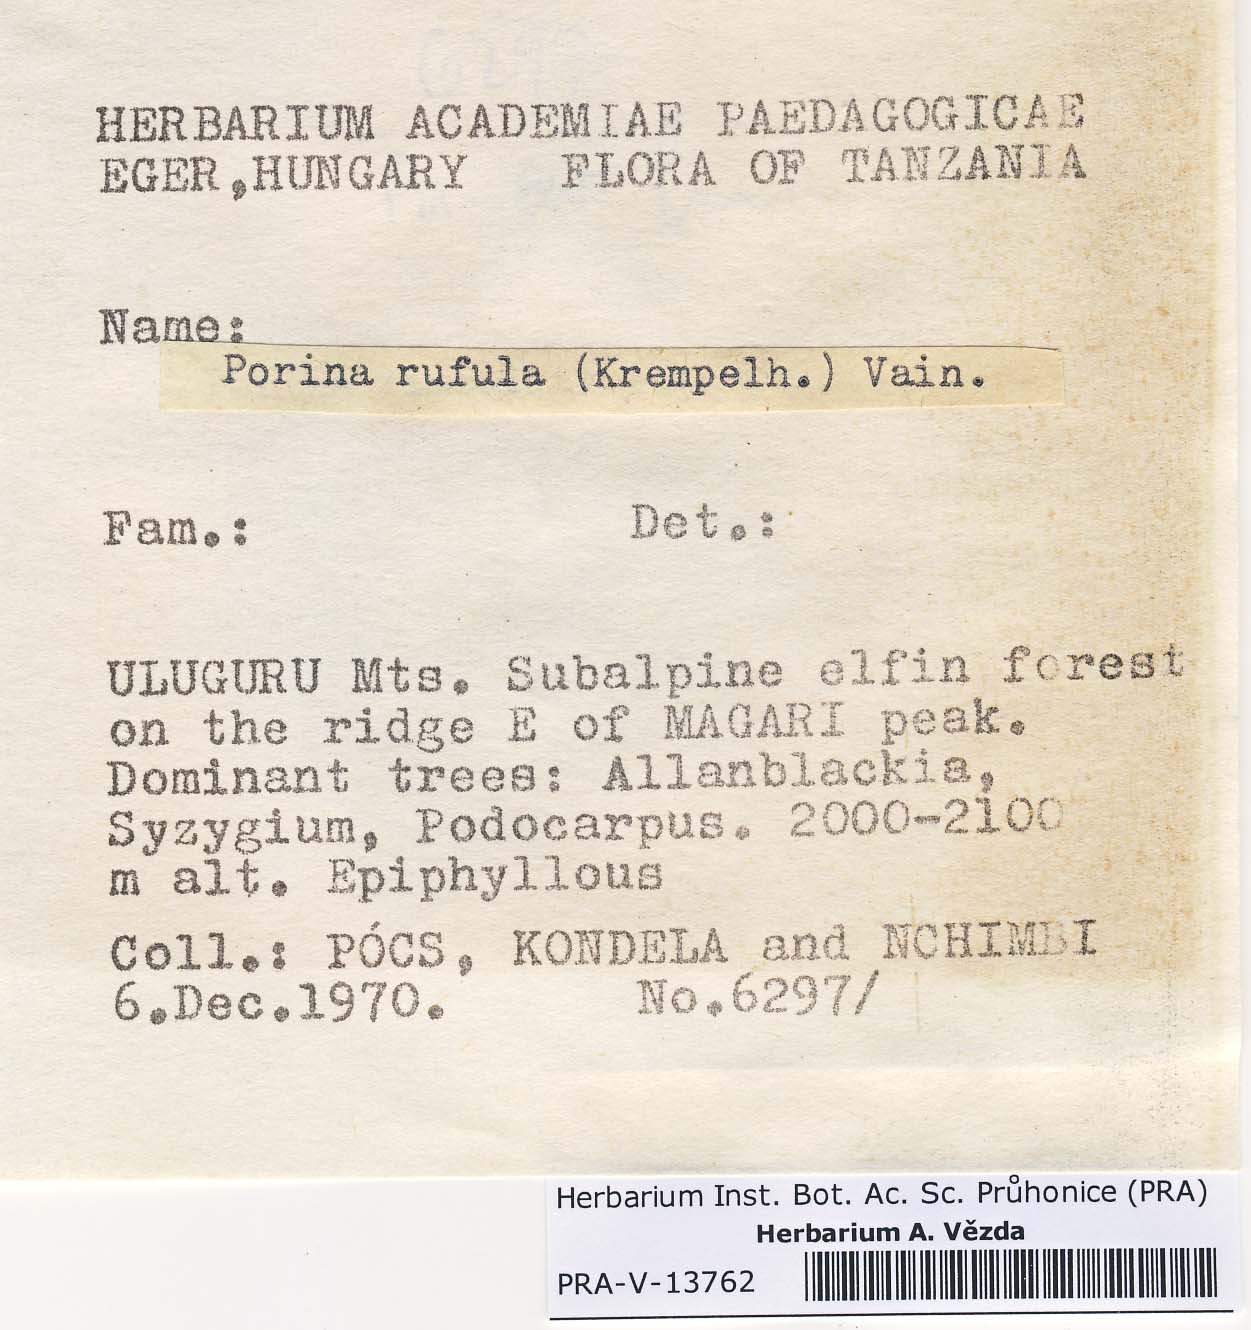 HERBARIUM ACADEMIAE PAEDAGOGICAE
EGER,HUNGARY FLORA OF TANZANIA
Name:
Porina rufula (Krempelh.) Vain.
Fam.: Det.:
ULUGURU Mts. Subalpine elfin forest
on the ridge E of MAGARI peak.
Dominant trees: Allanblackia,
Syzygium, Podocarpus. 2000-2100
m alt. Epiphyllous
Coll.: PÓCS, KONDELA and NCHIMBI
6.Dec.1970. No.6297/
Herbarium Inst. Bot. Ac. Sc. Průhonice (PRA)
Herbarium A. Vězda
PRA-V-13762